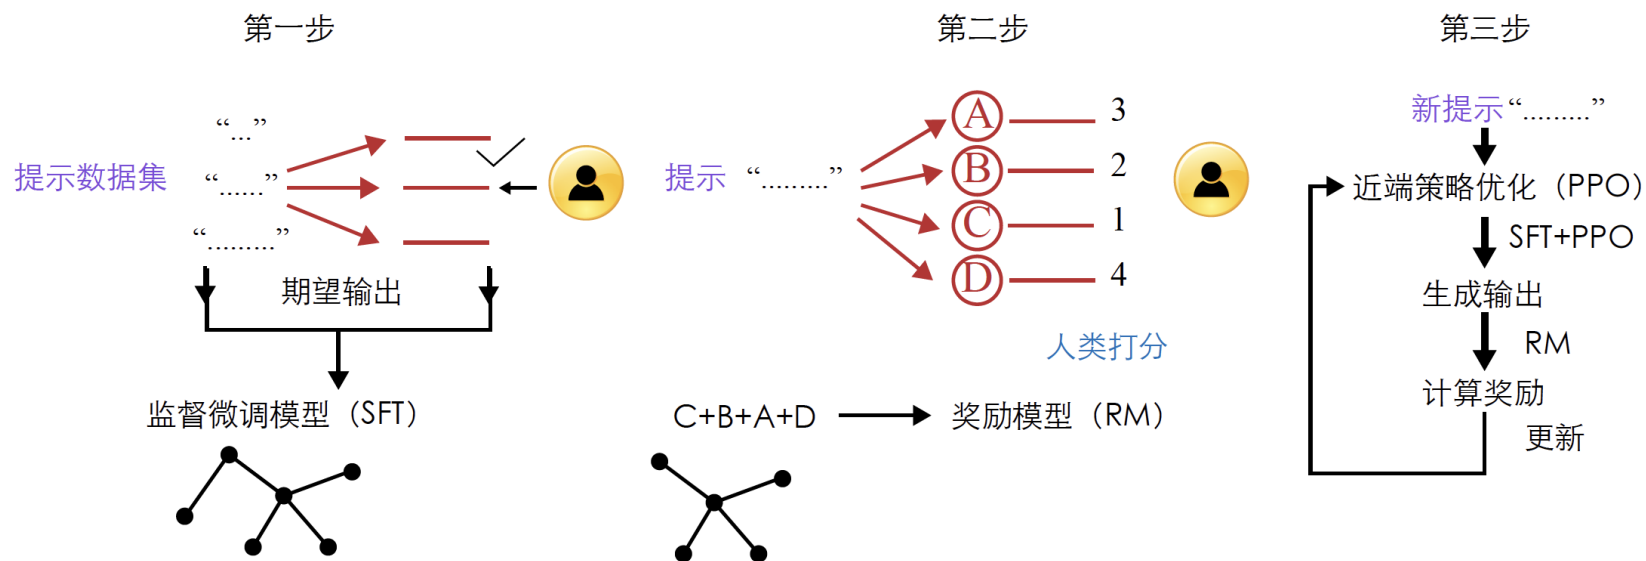 第一步
“...”
提示数据集
“......”
“.........”
期望输出
监督微调模型（SFT）
第二步
提示 “.........”
A 3
B 2
C 1
D 4
人类打分
C+B+A+D
奖励模型（RM）
第三步
新提示 “.........”
近端策略优化（PPO）
SFT+PPO
生成输出
RM
计算奖励
更新